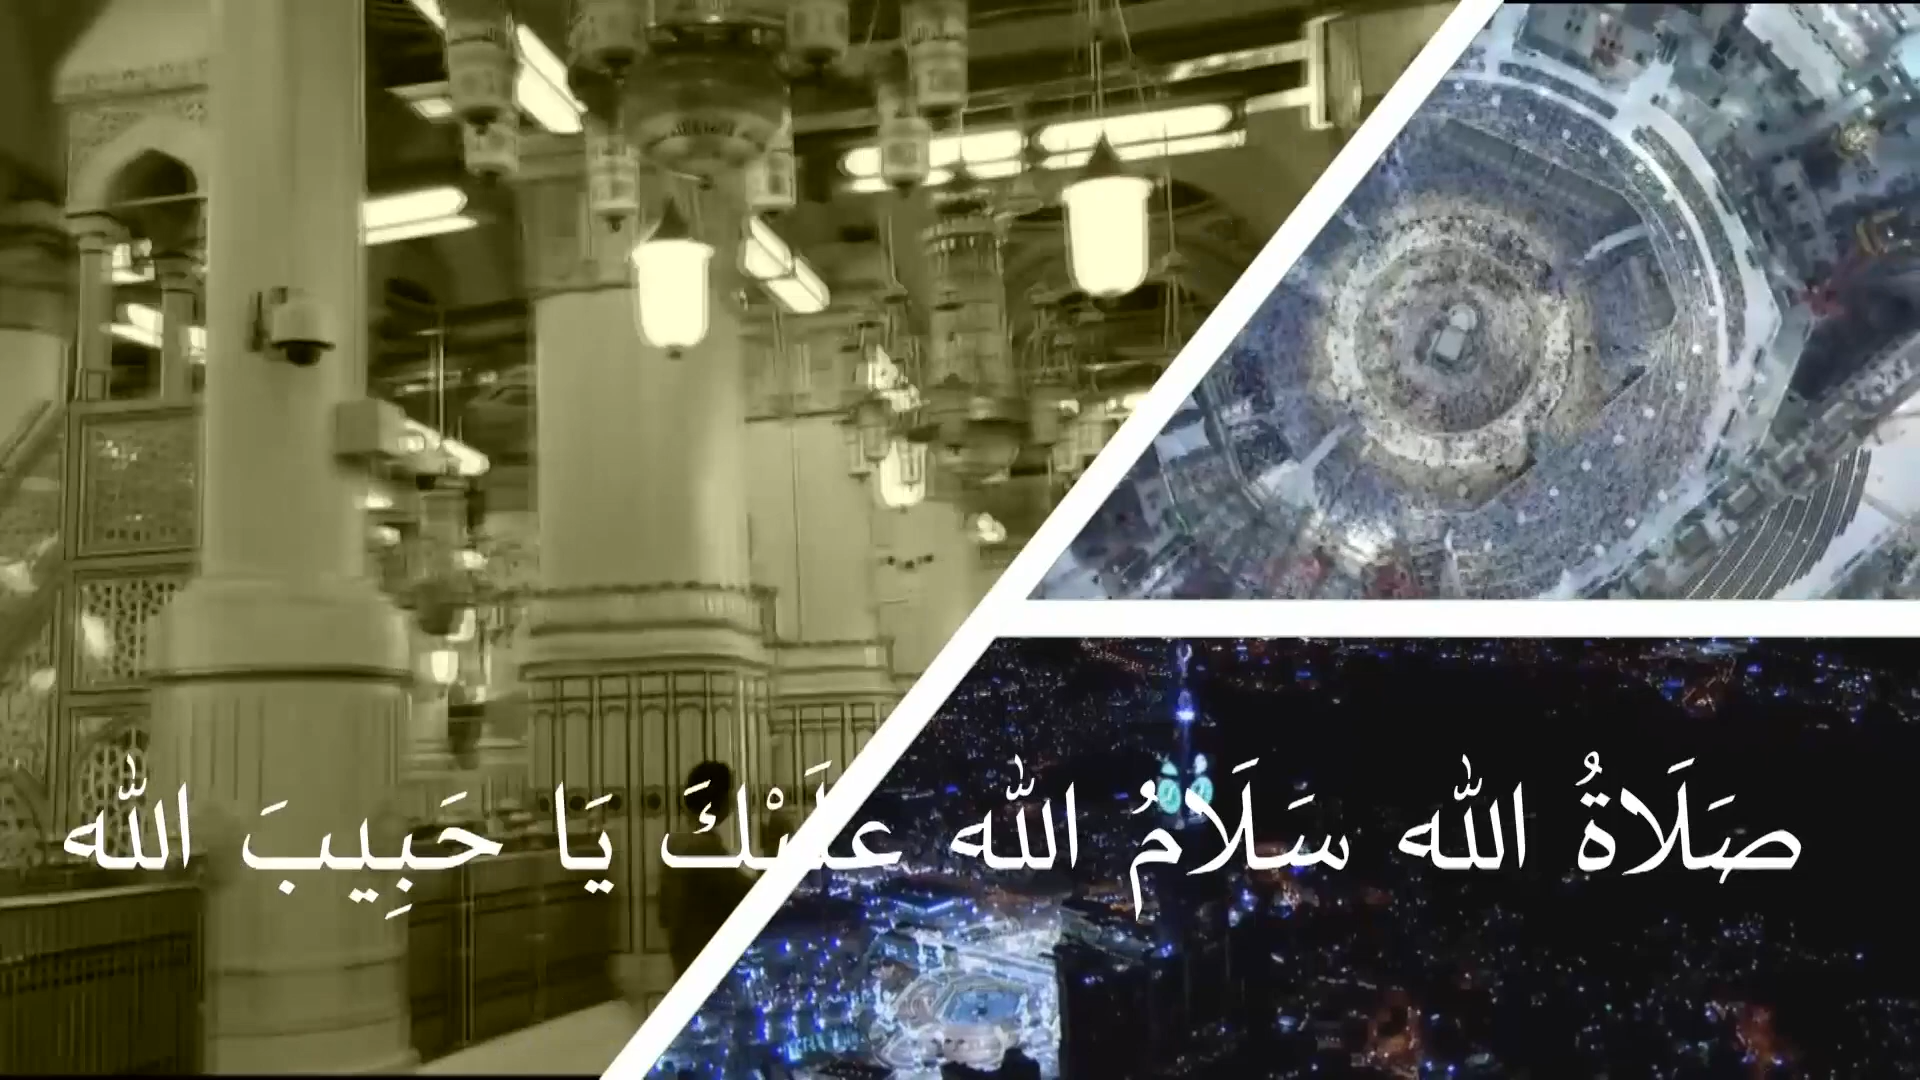 صَلَاةُ الله سَلَامُ الله عَلَيْكَ يَا حَبِيبَ الله